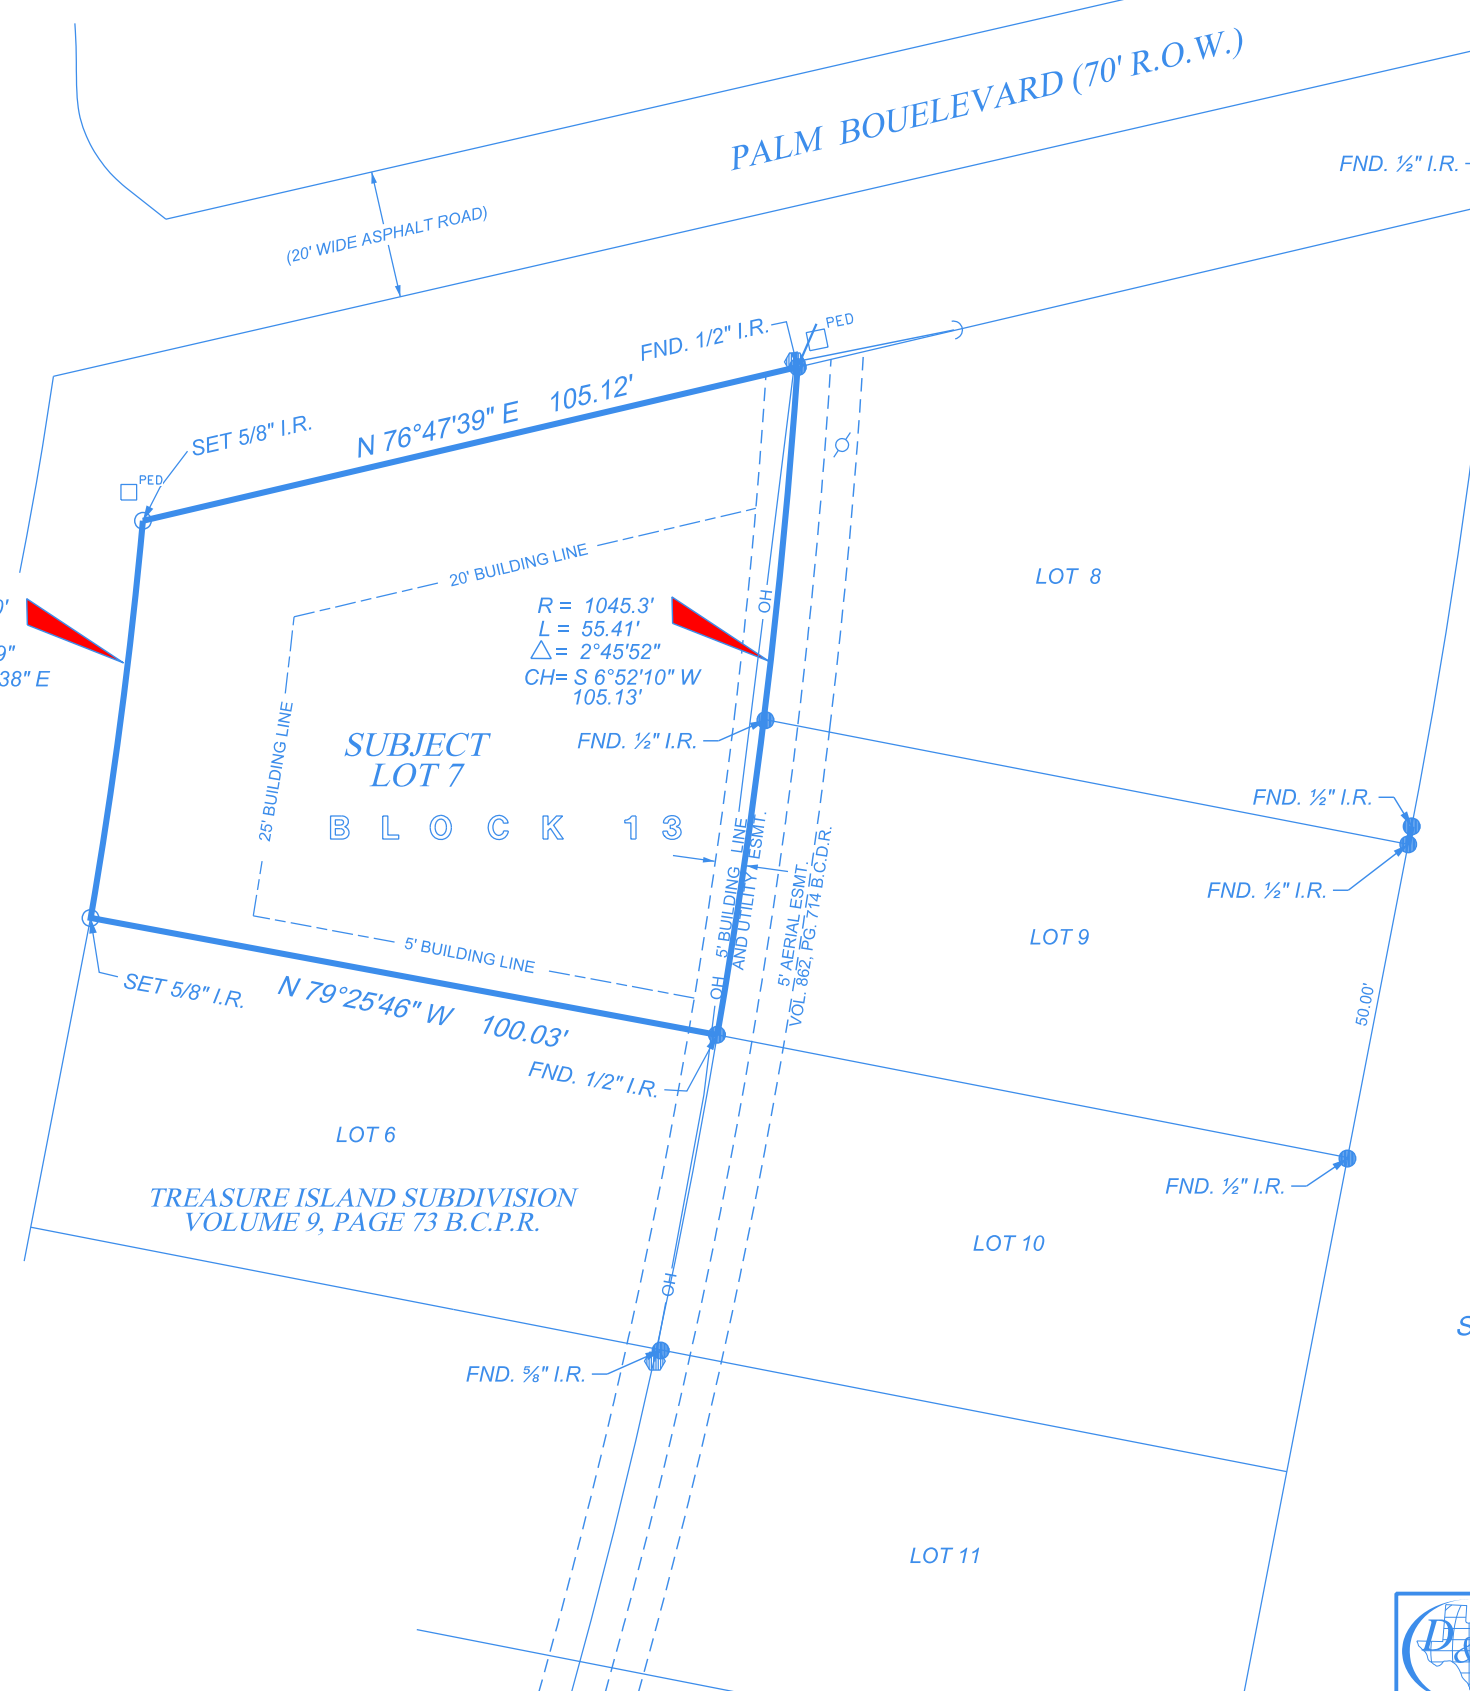 PALM BOUELEVARD (70' R.O.W.)
FND. ½" I.R.
(20' WIDE ASPHALT ROAD)
FND. 1/2" I.R.
PED
N 76°47'39" E 105.12'
SET 5/8" I.R.
PED
20' BUILDING LINE
LOT 8
0'
9"
38" E
R = 1045.3'
L = 55.41'
△= 2°45'52"
CH= S 6°52'10" W
105.13'
OH
25' BUILDING LINE
SUBJECT
LOT 7
FND. ½" I.R.
BLOCK 13
FND. ½" I.R.
FND. ½" I.R.
5' BUILDING LINE
AND UTILITY ESMT.
5' AERIAL ESMT.
VOL. 862, PG. 714 B.C.D.R.
LOT 9
5' BUILDING LINE
OH
SET 5/8" I.R.
N 79°25'46" W 100.03'
50.00'
FND. 1/2" I.R.
LOT 6
FND. ½" I.R.
TREASURE ISLAND SUBDIVISION
VOLUME 9, PAGE 73 B.C.P.R.
LOT 10
OH
S
FND. ⅝" I.R.
LOT 11
D&